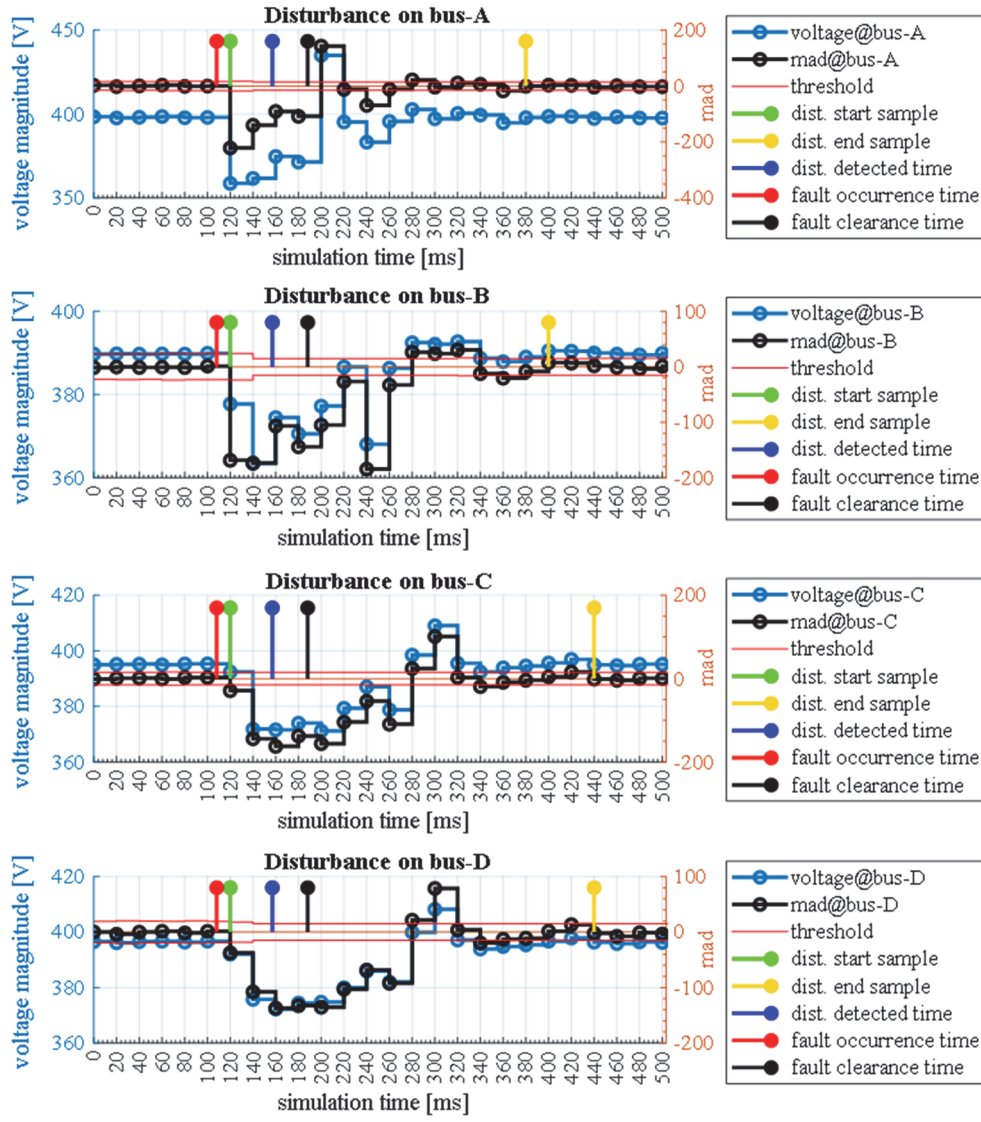 Disturbance on bus-A
voltage magnitude [V]
450
400
350
200
0
-200
-400
mad
0 20 40 60 80 100 120 140 160 180 200 220 240 260 280 300 320 340 360 380 400 420 440 460 480 500
simulation time [ms]
voltage@bus-A
mad@bus-A
threshold
dist. start sample
dist. end sample
dist. detected time
fault occurrence time
fault clearance time
Disturbance on bus-B
voltage magnitude [V]
400
380
360
100
0
-100
-200
mad
0 20 40 60 80 100 120 140 160 180 200 220 240 260 280 300 320 340 360 380 400 420 440 460 480 500
simulation time [ms]
voltage@bus-B
mad@bus-B
threshold
dist. start sample
dist. end sample
dist. detected time
fault occurrence time
fault clearance time
Disturbance on bus-C
voltage magnitude [V]
420
400
380
360
200
0
-200
mad
0 20 40 60 80 100 120 140 160 180 200 220 240 260 280 300 320 340 360 380 400 420 440 460 480 500
simulation time [ms]
voltage@bus-C
mad@bus-C
threshold
dist. start sample
dist. end sample
dist. detected time
fault occurrence time
fault clearance time
Disturbance on bus-D
voltage magnitude [V]
420
400
380
360
100
0
-100
-200
mad
0 20 40 60 80 100 120 140 160 180 200 220 240 260 280 300 320 340 360 380 400 420 440 460 480 500
simulation time [ms]
voltage@bus-D
mad@bus-D
threshold
dist. start sample
dist. end sample
dist. detected time
fault occurrence time
fault clearance time